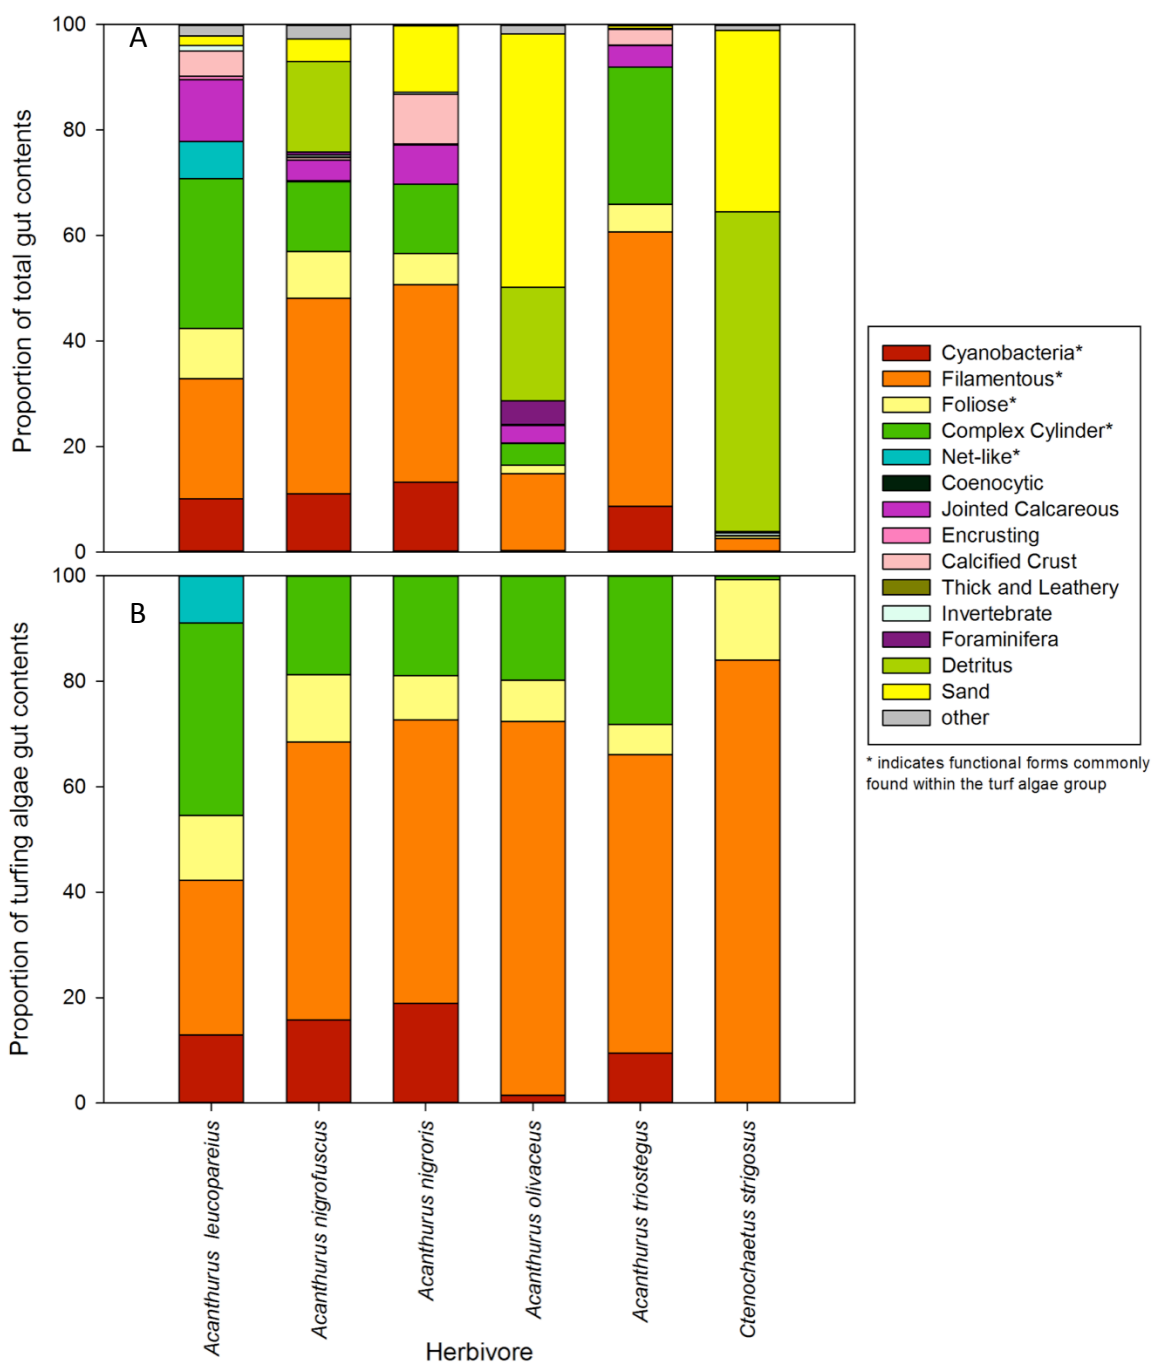 A
Proportion of total gut contents
100
80
60
40
20
0
B
Proportion of turfing algae gut contents
100
80
60
40
20
0
Acanthurus leucopareius
Acanthurus nigrofuscus
Acanthurus nigroris
Acanthurus olivaceus
Acanthurus triostegus
Ctenochaetus strigosus
Herbivore
Cyanobacteria*
Filamentous*
Foliose*
Complex Cylinder*
Net-like*
Coenocytic
Jointed Calcareous
Encrusting
Calcified Crust
Thick and Leathery
Invertebrate
Foraminifera
Detritus
Sand
other
* indicates functional forms commonly
found within the turf algae group